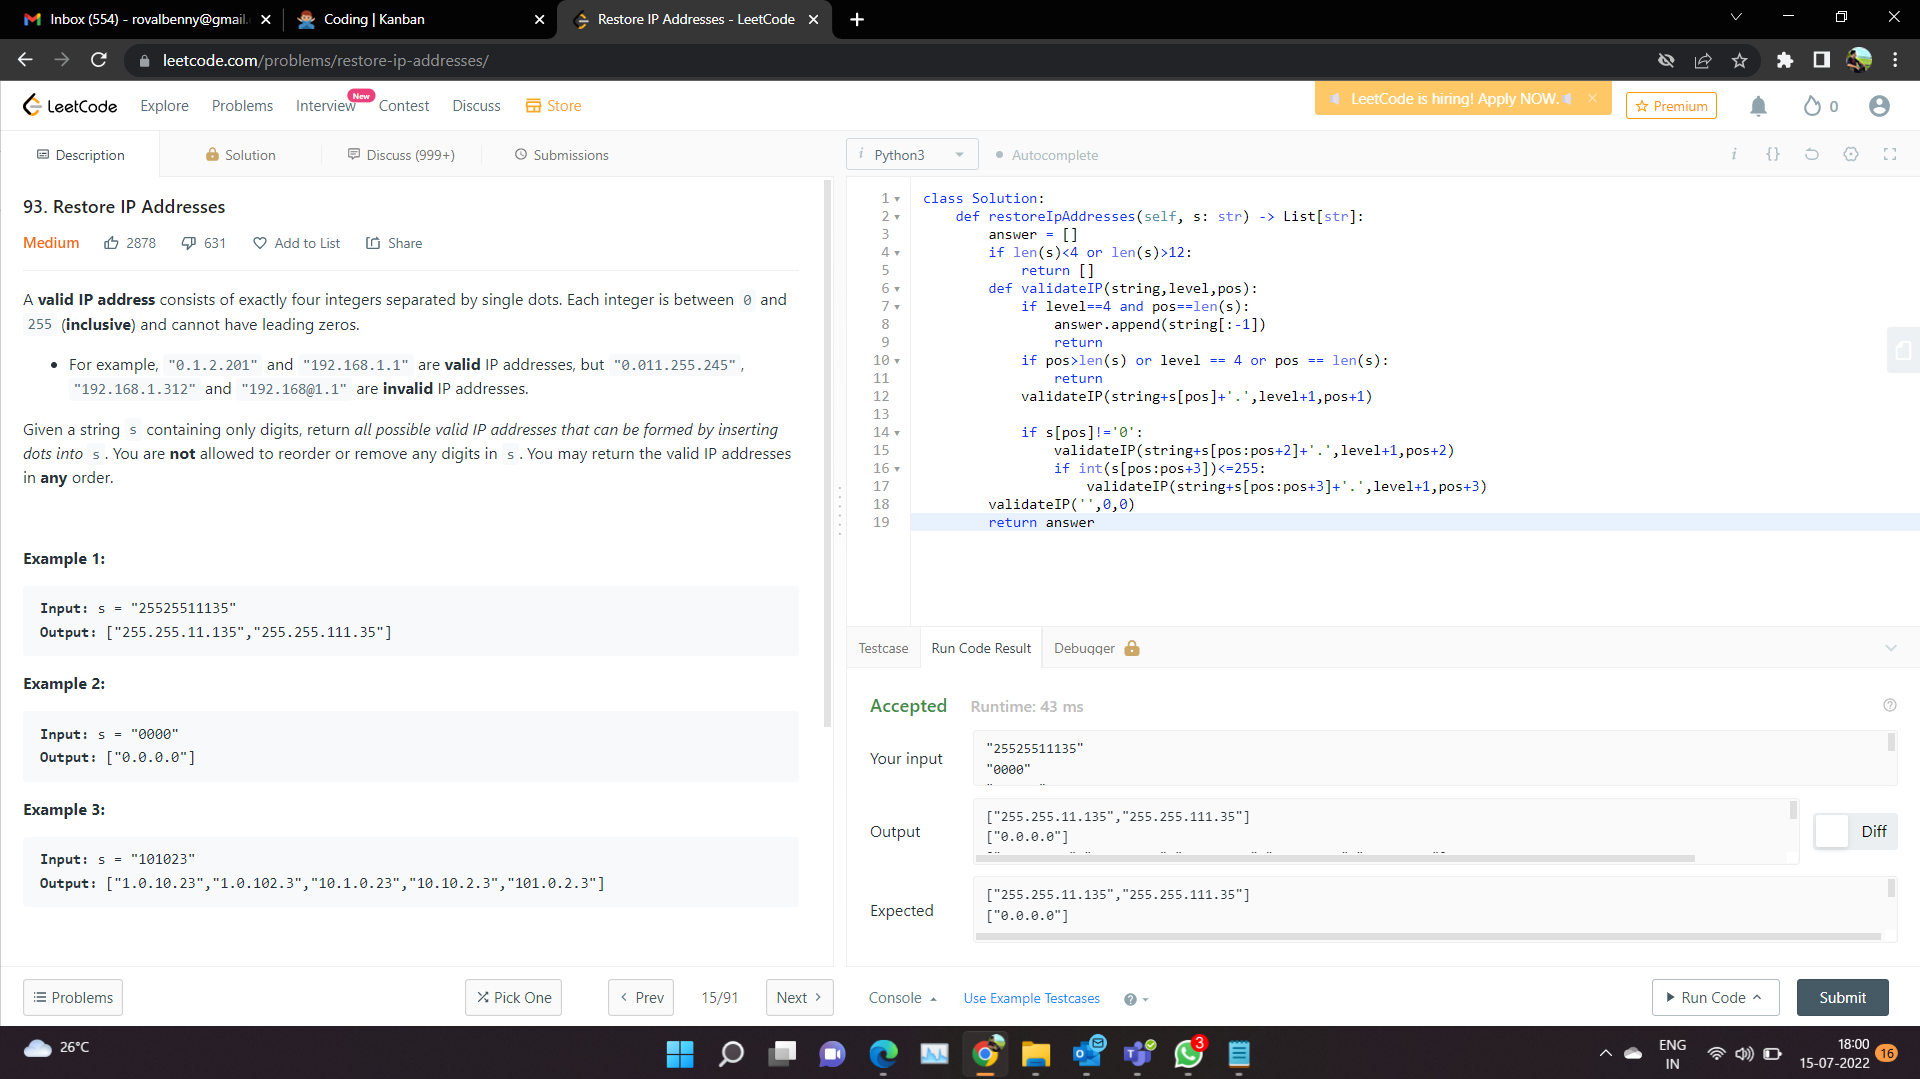 Inbox (554) - rovalbenny@gmail.
Coding | Kanban
Restore IP Addresses - LeetCode
leetcode.com/problems/restore-ip-addresses/
LeetCode
Explore
Problems
Interview
New
Contest
Discuss
Store
LeetCode is hiring! Apply NOW.
Premium
0
Description
Solution
Discuss (999+)
Submissions
i Python3
Autocomplete
i {}
93. Restore IP Addresses
Medium 2878 631 Add to List Share
A valid IP address consists of exactly four integers separated by single dots. Each integer is between 0 and
255 (inclusive) and cannot have leading zeros.
• For example, "0.1.2.201" and "192.168.1.1" are valid IP addresses, but "0.011.255.245",
"192.168.1.312" and "192.168@1.1" are invalid IP addresses.
Given a string s containing only digits, return all possible valid IP addresses that can be formed by inserting
dots into s. You are not allowed to reorder or remove any digits in s. You may return the valid IP addresses
in any order.
Example 1:
Input: s = "25525511135"
Output: ["255.255.11.135","255.255.111.35"]
Example 2:
Input: s = "0000"
Output: ["0.0.0.0"]
Example 3:
Input: s = "101023"
Output: ["1.0.10.23","1.0.102.3","10.1.0.23","10.10.2.3","101.0.2.3"]
Problems
Pick One
Prev
15/91
Next
1 class Solution:
2     def restoreIpAddresses(self, s: str) -> List[str]:
3         answer = []
4         if len(s)<4 or len(s)>12:
5             return []
6         def validateIP(string,level,pos):
7             if level==4 and pos==len(s):
8                 answer.append(string[:-1])
9                 return
10             if pos>len(s) or level == 4 or pos == len(s):
11                 return
12             validateIP(string+s[pos]+'.',level+1,pos+1)
13
14             if s[pos]!='0':
15                 validateIP(string+s[pos:pos+2]+'.',level+1,pos+2)
16                 if int(s[pos:pos+3])<=255:
17                     validateIP(string+s[pos:pos+3]+'.',level+1,pos+3)
18         validateIP('',0,0)
19         return answer
Testcase
Run Code Result
Debugger
Accepted
Runtime: 43 ms
Your input
"25525511135"
"0000"
Output
["255.255.11.135","255.255.111.35"]
["0.0.0.0"]
Diff
Expected
["255.255.11.135","255.255.111.35"]
["0.0.0.0"]
Console
Use Example Testcases
Run Code
Submit
26°C
3
ENG
IN
18:00
15-07-2022
16